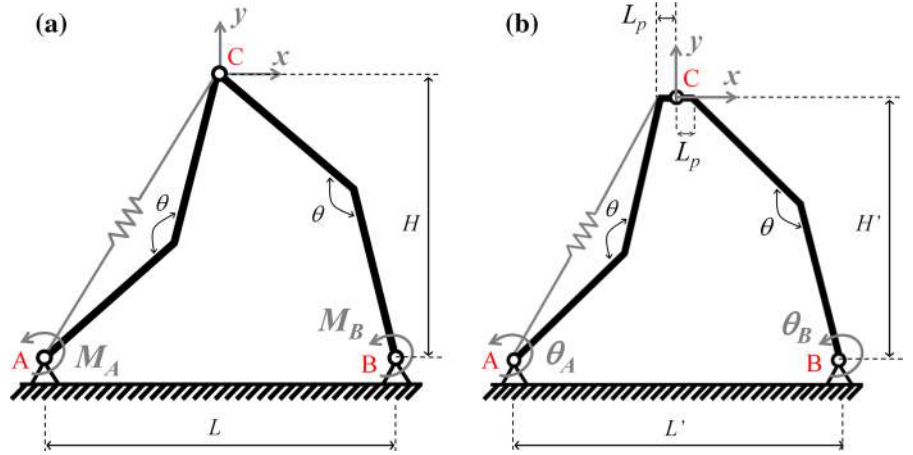 (a)
y
C
x
θ
θ
H
A
M_A
M_B
B
L
(b)
L_p
y
C
x
L_p
θ
θ
H'
A
θ_A
θ_B
B
L'